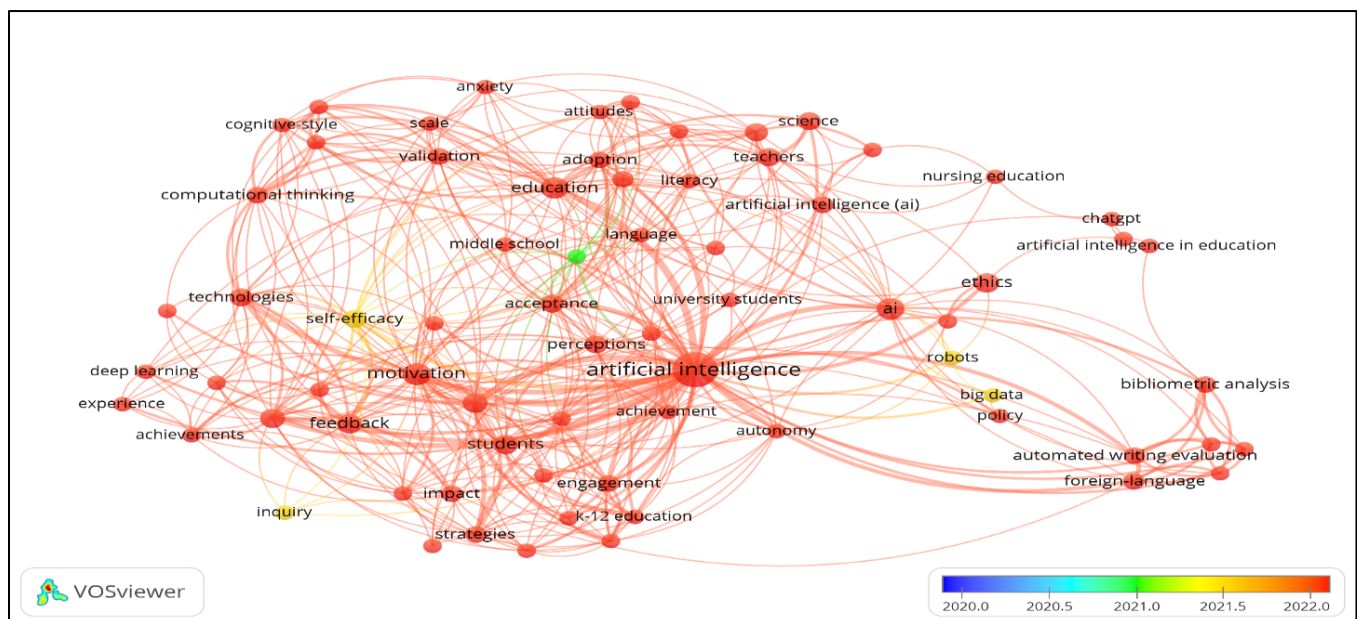 anxiety
attitudes
cognitive-style
scale
science
validation
adoption
teachers
education
literacy
nursing education
computational thinking
artificial intelligence (ai)
chatgpt
language
middle school
artificial intelligence in education
ethics
technologies
acceptance
university students
ai
self-efficacy
perceptions
robots
motivation
artificial intelligence
deep learning
bibliometric analysis
big data
experience
achievement
policy
feedback
achievements
autonomy
students
automated writing evaluation
engagement
foreign-language
impact
inquiry
k-12 education
strategies
VOSviewer
2020.0 2020.5 2021.0 2021.5 2022.0